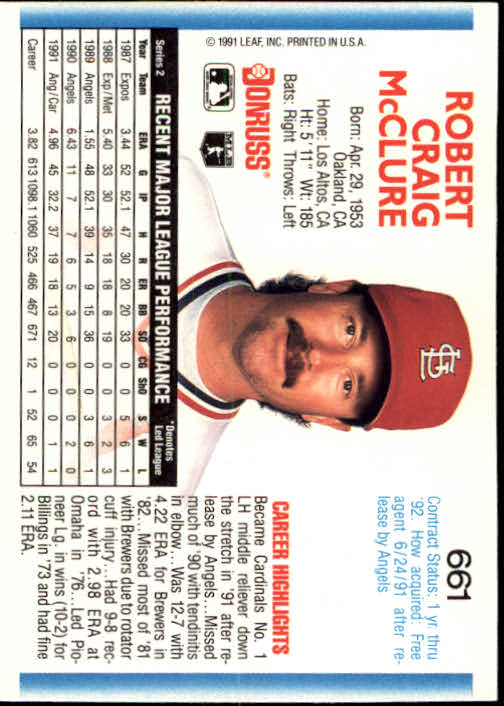 661
ROBERT
CRAIG
McCLURE
Born: Apr. 29, 1953
Oakland, CA
Home: Los Altos, CA
Ht: 5'11" Wt: 185
Bats: Right Throws: Left
DONRUSS
MLB
© 1991 LEAF, INC. PRINTED IN U.S.A.
Contract Status: 1 yr. thru
'92. How acquired: Free
agent 6/24/91 after re-
lease by Angels
StL
CAREER HIGHLIGHTS
Became Cardinals No. 1
LH middle reliever down
the stretch in '91 after re-
lease by Angels...Missed
much of '90 with tendinitis
in elbow...Was 12-7 with
4.22 ERA for Brewers in
'82...Missed most of '81
with Brewers due to rotator
cuff injury...Had 9-8 rec-
ord with 2.98 ERA at
Omaha in '76...Led Pio-
neer Lg. in wins (10-2) for
Billings in '73 and had fine
2.11 ERA.
Series 2 RECENT MAJOR LEAGUE PERFORMANCE *Denotes
Led League
Year Team ERA G IP H R ER BB SO CG ShO S W L
1987 Expos 3.44 52 52.1 47 30 20 20 33 0 0 5 6 1
1988 Exp/Met 5.40 33 30 35 18 18 8 19 0 0 3 2 3
1989 Angels 1.55 48 52.1 39 14 9 15 36 0 0 3 6 1
1990 Angels 6.43 11 7 7 6 5 3 6 0 0 0 2 0
1991 Ang/Car 4.96 45 32.2 37 19 18 13 20 0 0 0 1 1
Career 3.82 613 1098.1 1060 525 466 467 671 12 1 52 65 54